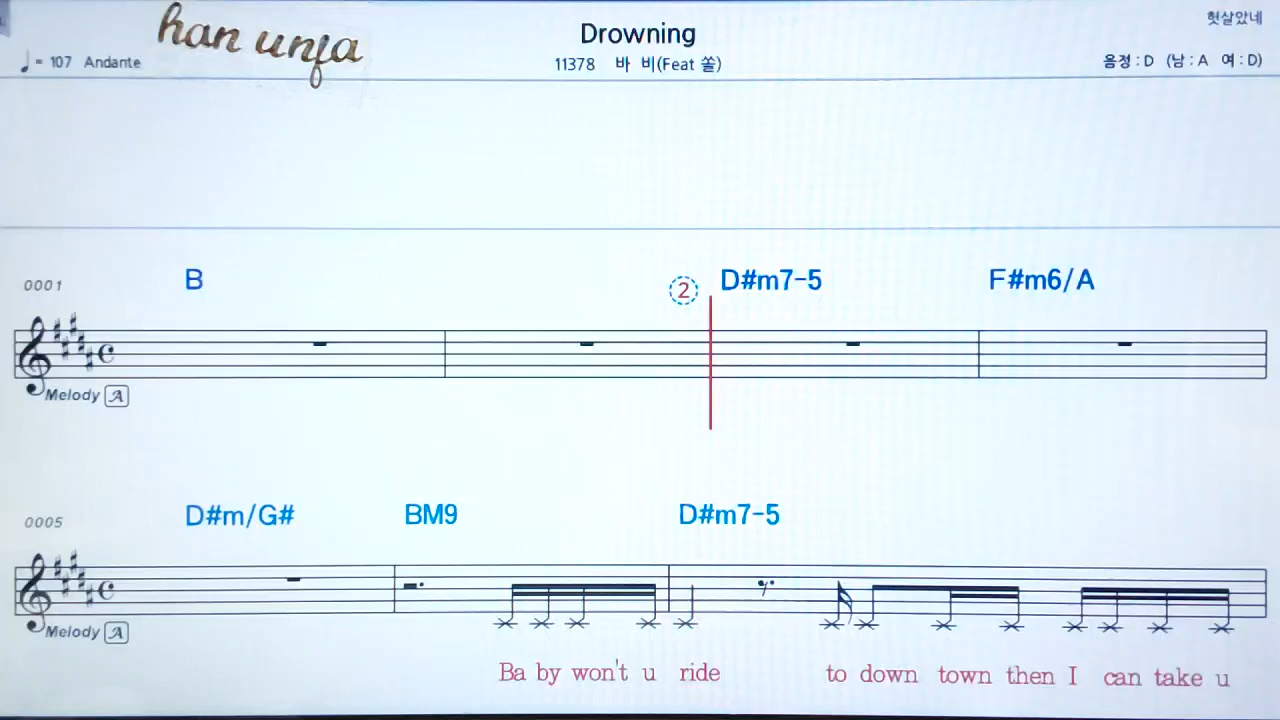 han unfa
Drowning
헛살았네
♩= 107 Andante
11378 바 비(Feat 쏠)
음정 : D (남 : A 여 : D)
0001 B ② D#m7-5 F#m6/A
Melody A
0005 D#m/G# BM9 D#m7-5
Melody A
Ba by won't u ride to down town then I can take u